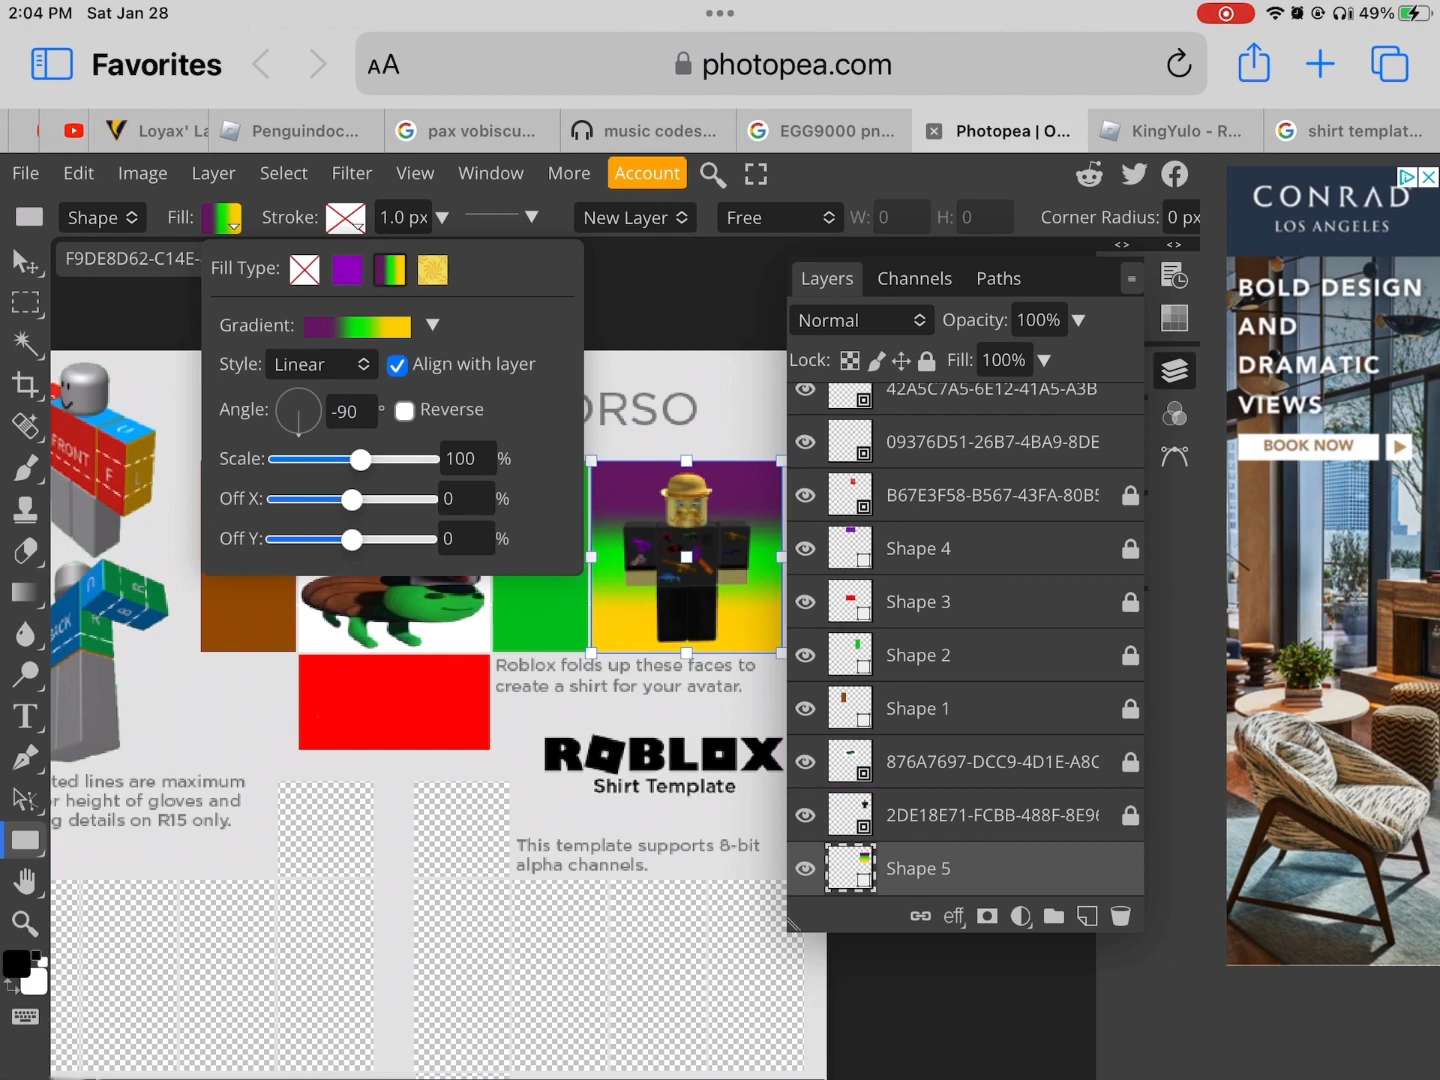 2:04 PM Sat Jan 28
49%
Favorites
AA
photopea.com
Loyax' La
Penguindoc...
pax vobiscu...
music codes...
EGG9000 pn...
Photopea | O...
KingYulo - R...
shirt templat...
File Edit Image Layer Select Filter View Window More Account
Shape Fill: Stroke: 1.0 px New Layer Free W: 0 H: 0 Corner Radius: 0 px
F9DE8D62-C14E-
Fill Type:
Gradient:
Style: Linear Align with layer
Angle: -90 ° Reverse
Scale: 100 %
Off X: 0 %
Off Y: 0 %
ORSO
FRONT F L U
BACK R B U
Roblox folds up these faces to
create a shirt for your avatar.
ROBLOX
Shirt Template
ted lines are maximum
or height of gloves and
g details on R15 only.
This template supports 8-bit
alpha channels.
Layers Channels Paths
Normal Opacity: 100%
Lock: Fill: 100%
42A5C7A5-6E12-41A5-A3B
09376D51-26B7-4BA9-8DE
B67E3F58-B567-43FA-80B5
Shape 4
Shape 3
Shape 2
Shape 1
876A7697-DCC9-4D1E-A8C
2DE18E71-FCBB-488F-8E96
Shape 5
eff
CONRAD
LOS ANGELES
BOLD DESIGN
AND
DRAMATIC
VIEWS
BOOK NOW